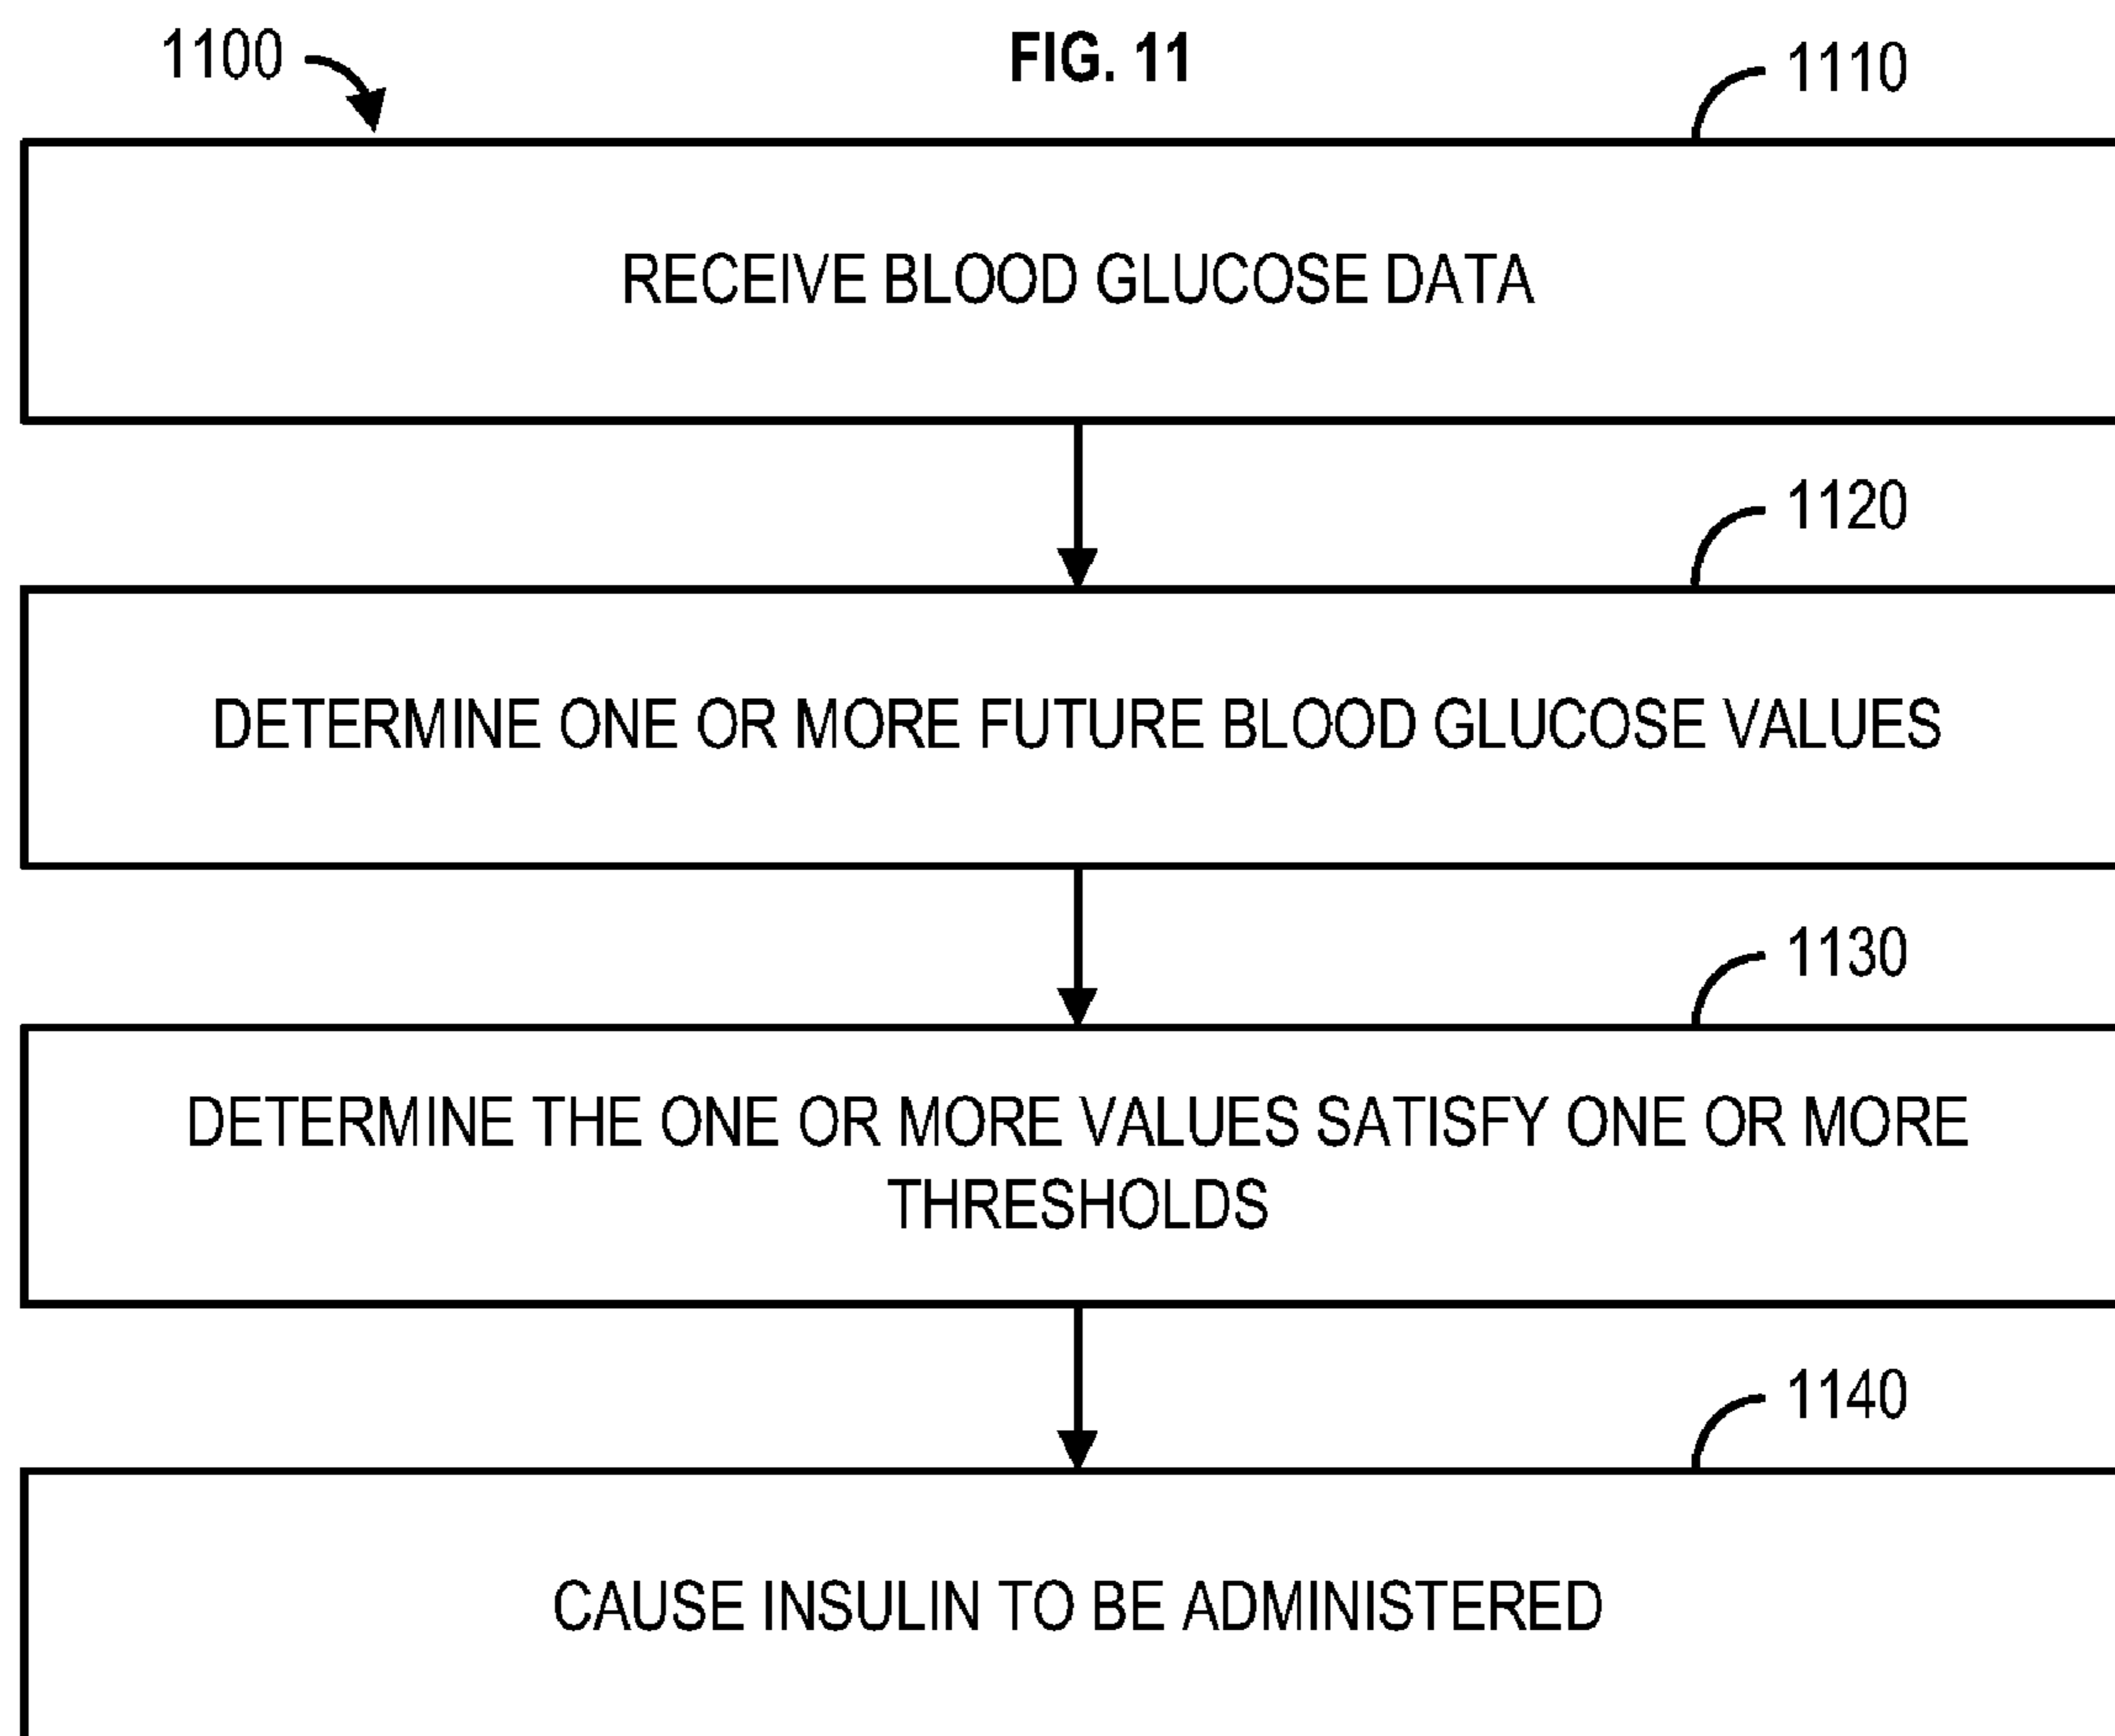 1100
FIG. 11
1110
RECEIVE BLOOD GLUCOSE DATA
1120
DETERMINE ONE OR MORE FUTURE BLOOD GLUCOSE VALUES
1130
DETERMINE THE ONE OR MORE VALUES SATISFY ONE OR MORE
THRESHOLDS
1140
CAUSE INSULIN TO BE ADMINISTERED